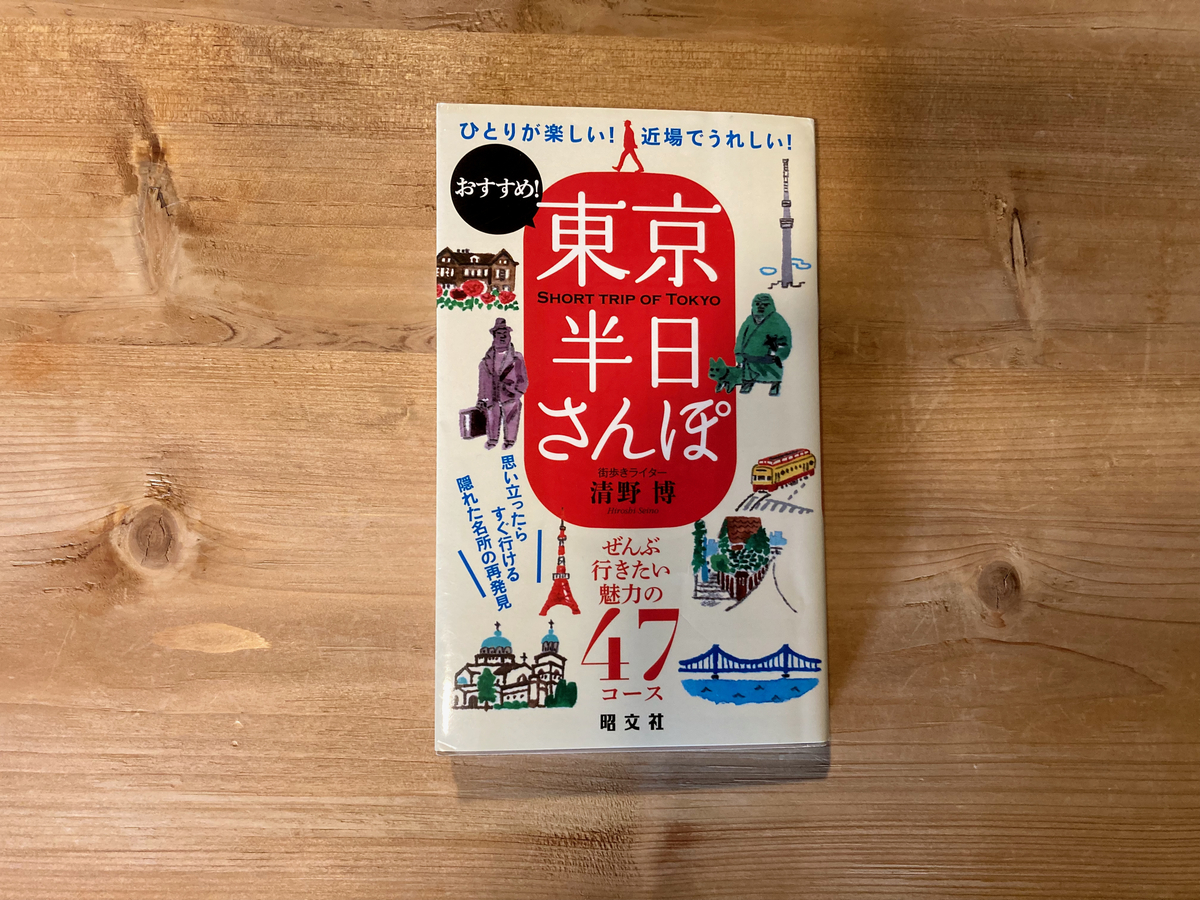 ひとりが楽しい！
近場でうれしい！
おすすめ！
東京
SHORT TRIP OF TOKYO
半日
さんぽ
街歩きライター
清野 博
Hiroshi Seino
思い立ったら
すぐ行ける
隠れた名所の再発見
ぜんぶ
行きたい
魅力の
47
コース
昭文社